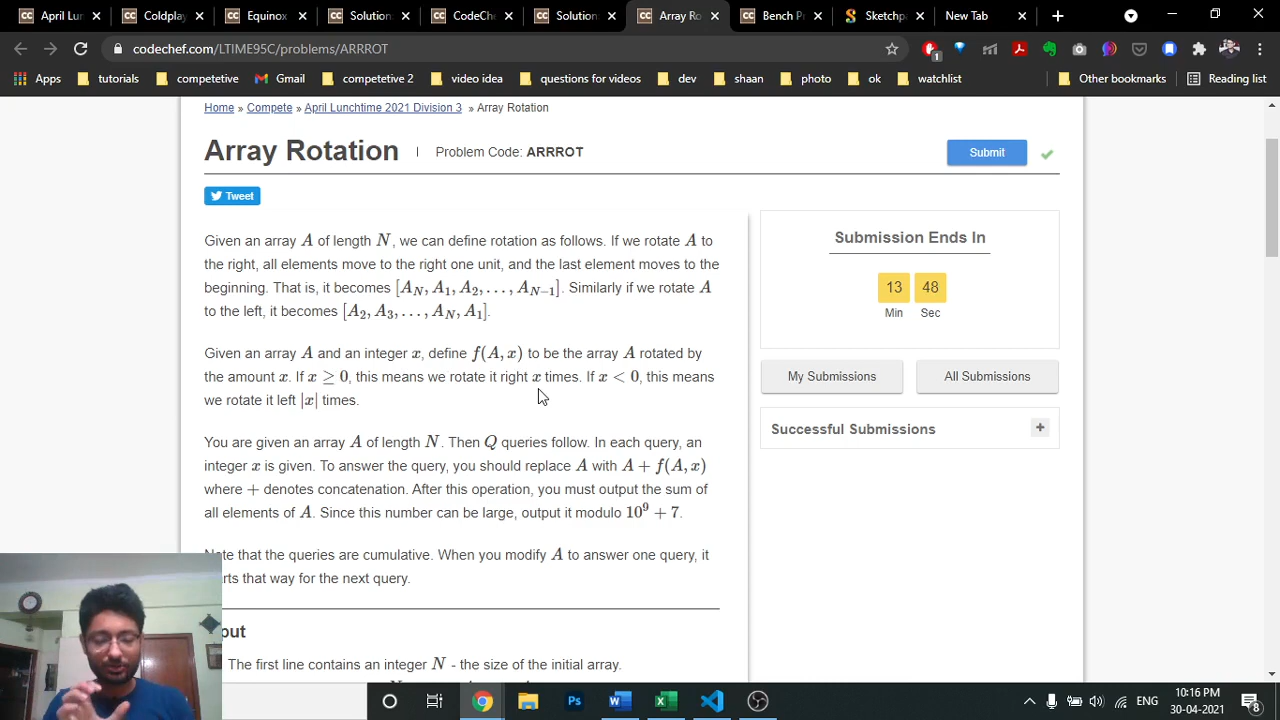 April Lun
Coldplay
Equinox
Solution:
CodeChe
Solution:
Array Ro
Bench Pr
Sketchpa
New Tab
codechef.com/LTIME95C/problems/ARRROT
1
Apps
tutorials
competetive
Gmail
competetive 2
video idea
questions for videos
dev
shaan
photo
ok
watchlist
Other bookmarks
Reading list
Home » Compete » April Lunchtime 2021 Division 3 » Array Rotation
Array Rotation
Problem Code: ARRROT
Submit
Tweet
Given an array A of length N, we can define rotation as follows. If we rotate A to
the right, all elements move to the right one unit, and the last element moves to the
beginning. That is, it becomes [A_N, A_1, A_2, ..., A_{N-1}]. Similarly if we rotate A
to the left, it becomes [A_2, A_3, ..., A_N, A_1].
Given an array A and an integer x, define f(A, x) to be the array A rotated by
the amount x. If x ≥ 0, this means we rotate it right x times. If x < 0, this means
we rotate it left |x| times.
You are given an array A of length N. Then Q queries follow. In each query, an
integer x is given. To answer the query, you should replace A with A + f(A, x)
where + denotes concatenation. After this operation, you must output the sum of
all elements of A. Since this number can be large, output it modulo 10^9 + 7.
te that the queries are cumulative. When you modify A to answer one query, it
rts that way for the next query.
put
The first line contains an integer N - the size of the initial array.
Submission Ends In
13 48
Min Sec
My Submissions
All Submissions
Successful Submissions
+
Ps
ENG
10:16 PM
30-04-2021
8